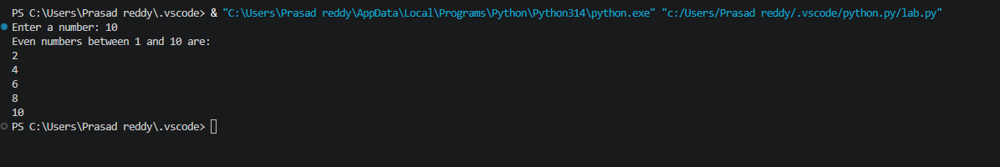 PS C:\Users\Prasad reddy\.vscode> & "C:\Users\Prasad reddy\AppData\Local\Programs\Python\Python314\python.exe" "c:/Users/Prasad reddy/.vscode/python.py/lab.py"
Enter a number: 10
Even numbers between 1 and 10 are:
2
4
6
8
10
PS C:\Users\Prasad reddy\.vscode>